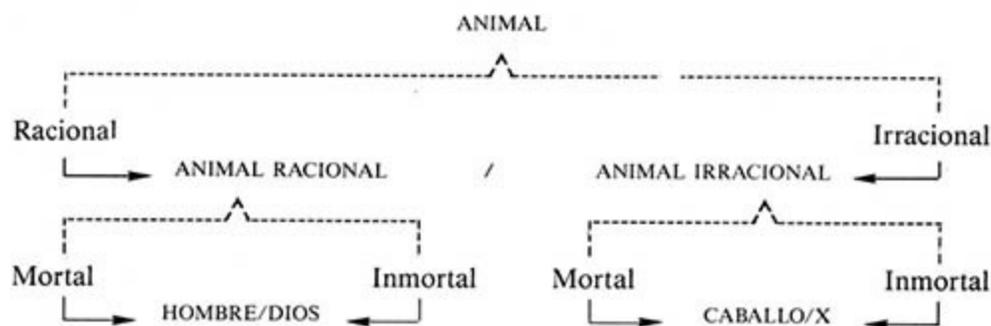 ANIMAL
Racional Irracional
ANIMAL RACIONAL / ANIMAL IRRACIONAL
Mortal Inmortal Mortal Inmortal
HOMBRE/DIOS CABALLO/X